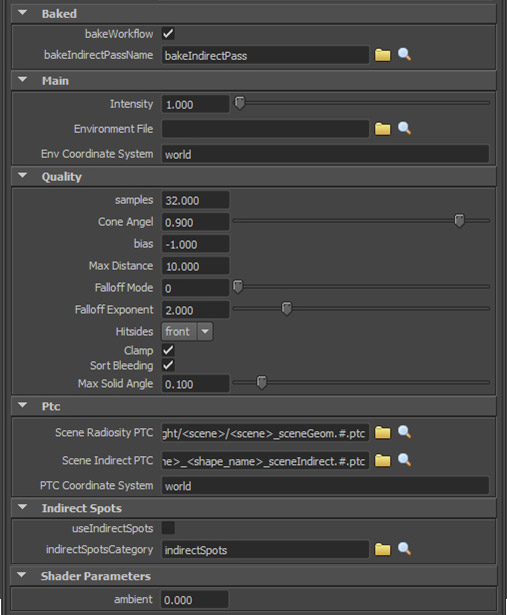 Baked
bakeWorkflow
bakeIndirectPassName bakeIndirectPass
Main
Intensity 1.000
Environment File
Env Coordinate System world
Quality
samples 32.000
Cone Angel 0.900
bias -1.000
Max Distance 10.000
Falloff Mode 0
Falloff Exponent 2.000
Hitsides front
Clamp
Sort Bleeding
Max Solid Angle 0.100
Ptc
Scene Radiosity PTC ght/<scene>/<scene>_sceneGeom.#.ptc
Scene Indirect PTC ne>_<shape_name>_sceneIndirect.#.ptc
PTC Coordinate System world
Indirect Spots
useIndirectSpots
indirectSpotsCategory indirectSpots
Shader Parameters
ambient 0.000